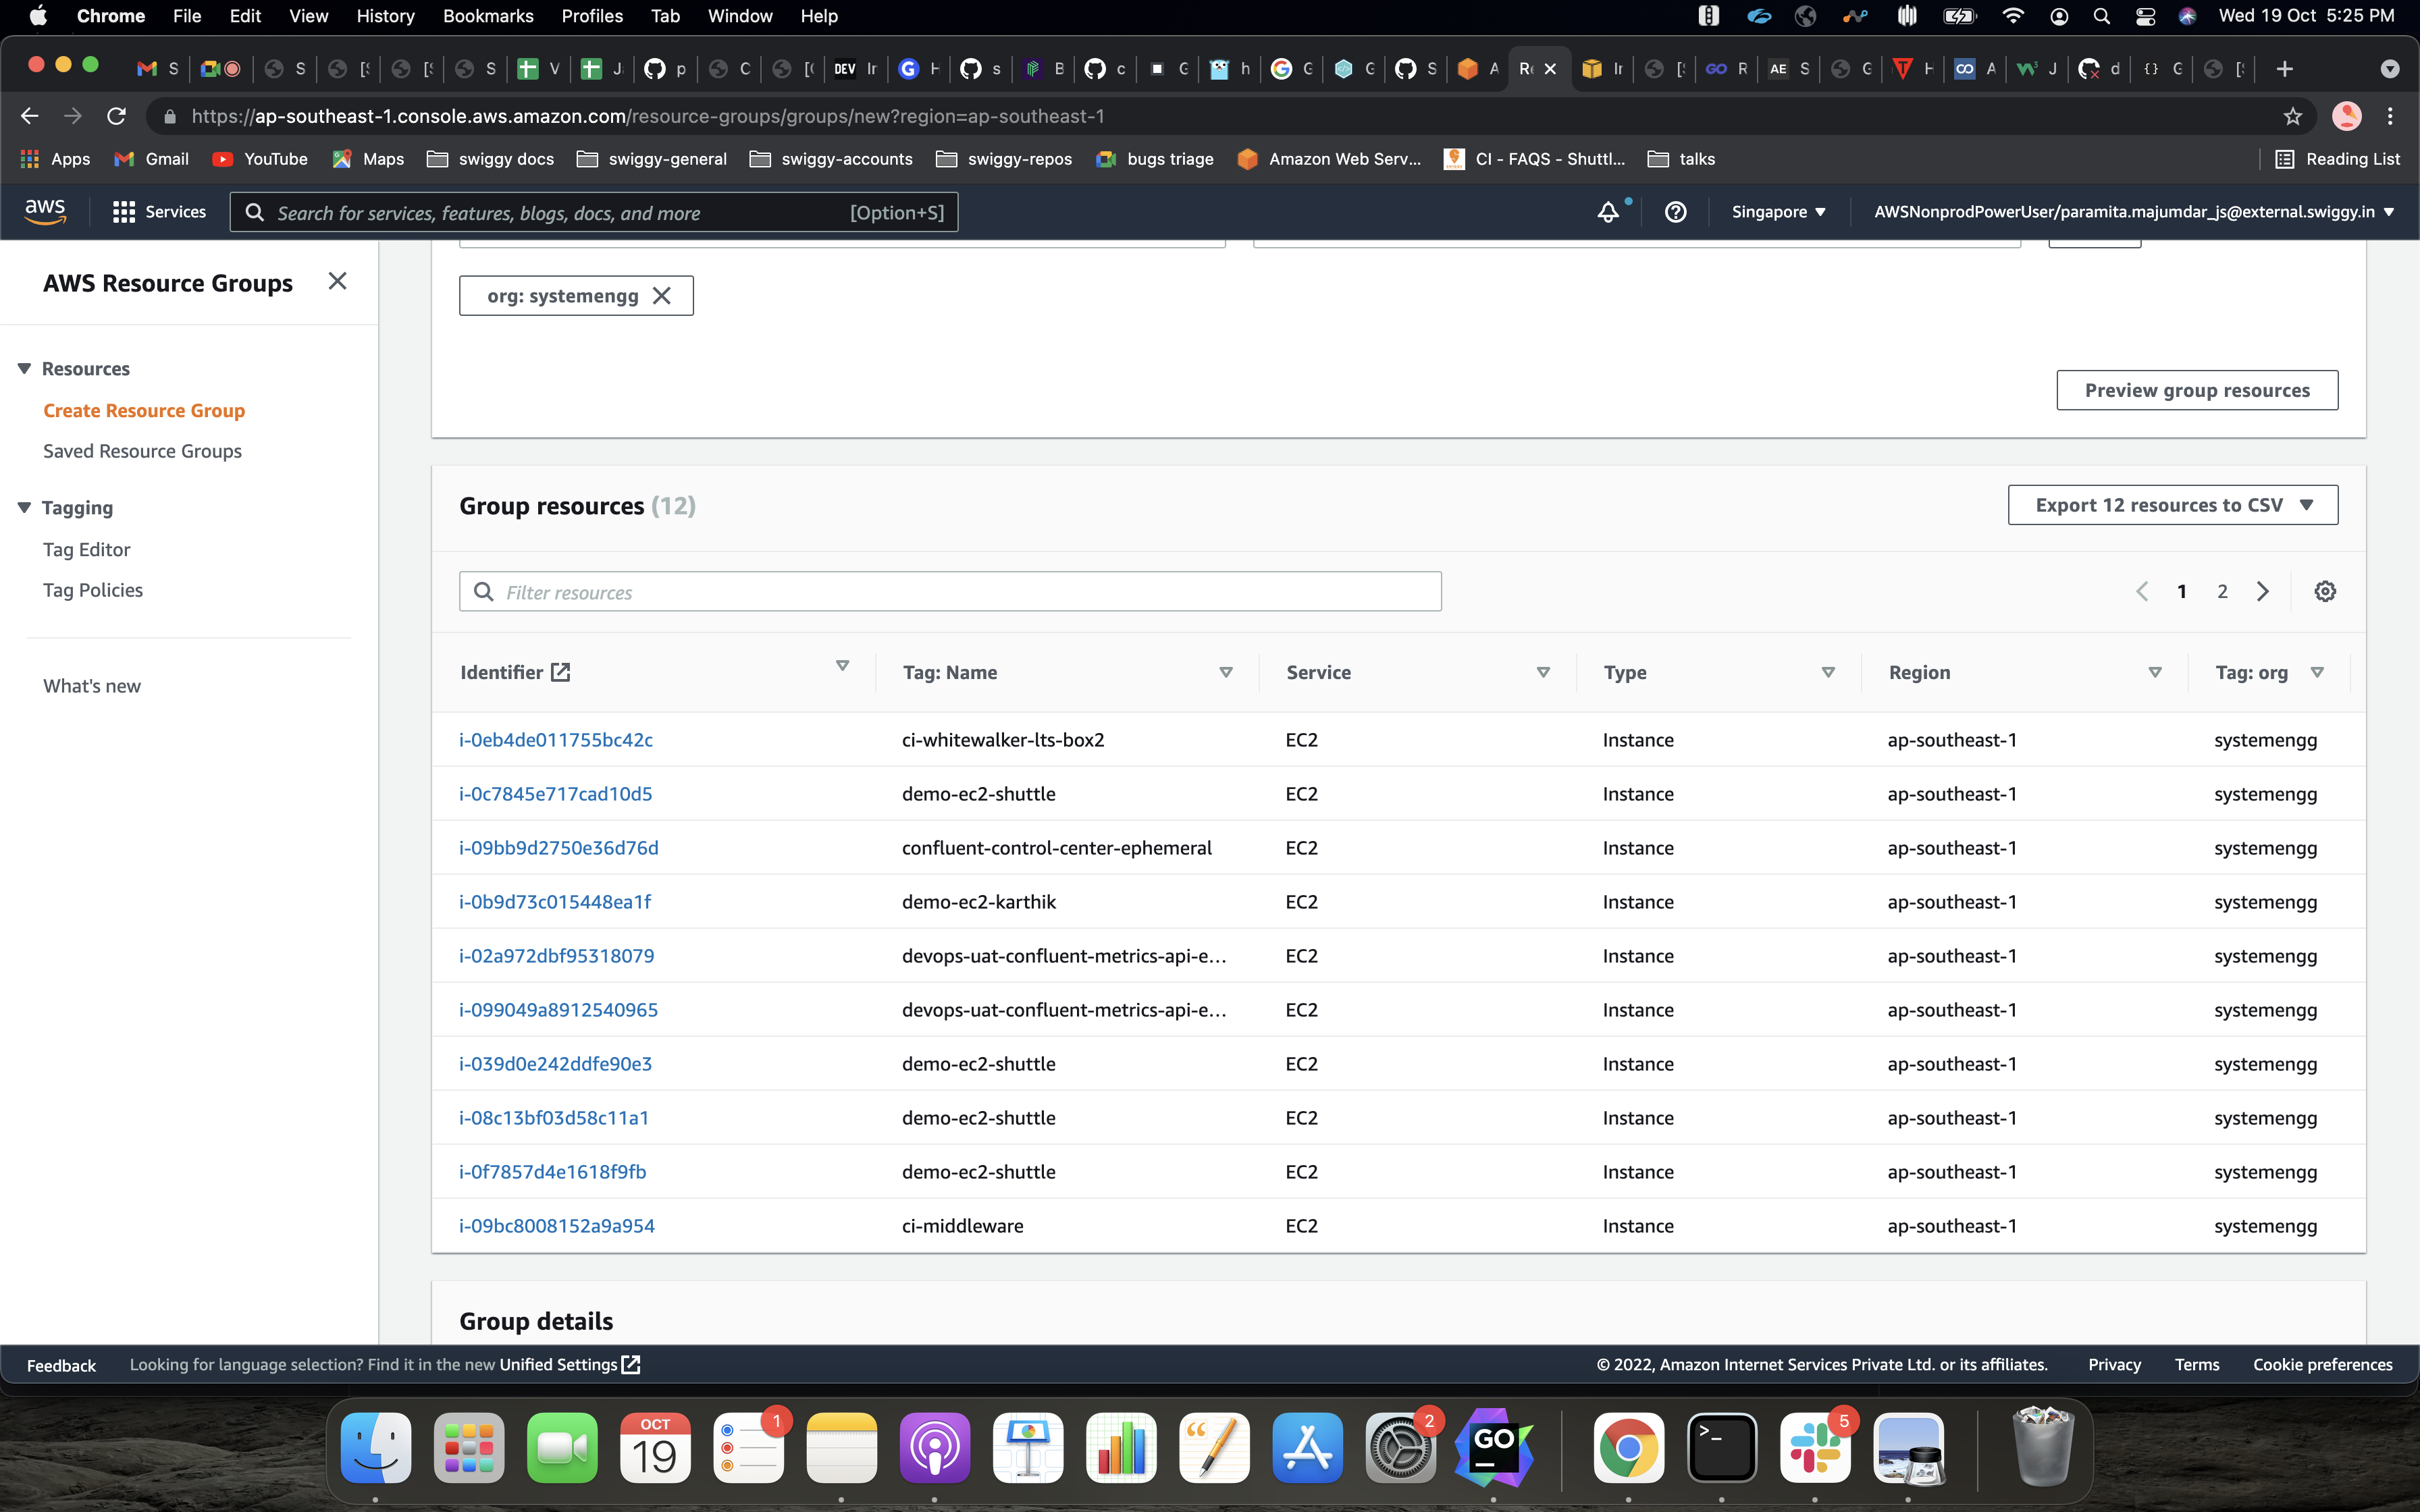 Chrome File Edit View History Bookmarks Profiles Tab Window Help Wed 19 Oct 5:25 PM
S S [S [S S V J p C [C DEV Ir H s B c G h G G S A Re Ir [S GO R AE S G H CO A J d {} G [S
https://ap-southeast-1.console.aws.amazon.com/resource-groups/groups/new?region=ap-southeast-1
Apps Gmail YouTube Maps swiggy docs swiggy-general swiggy-accounts swiggy-repos bugs triage Amazon Web Serv... CI - FAQS - Shuttl... talks Reading List
aws Services Search for services, features, blogs, docs, and more [Option+S] Singapore ▼ AWSNonprodPowerUser/paramita.majumdar_js@external.swiggy.in ▼
AWS Resource Groups
Resources
Create Resource Group
Saved Resource Groups
Tagging
Tag Editor
Tag Policies
What's new
org: systemengg
Preview group resources
Group resources (12)
Export 12 resources to CSV ▼
Filter resources
1 2
Identifier Tag: Name Service Type Region Tag: org
i-0eb4de011755bc42c ci-whitewalker-lts-box2 EC2 Instance ap-southeast-1 systemengg
i-0c7845e717cad10d5 demo-ec2-shuttle EC2 Instance ap-southeast-1 systemengg
i-09bb9d2750e36d76d confluent-control-center-ephemeral EC2 Instance ap-southeast-1 systemengg
i-0b9d73c015448ea1f demo-ec2-karthik EC2 Instance ap-southeast-1 systemengg
i-02a972dbf95318079 devops-uat-confluent-metrics-api-e... EC2 Instance ap-southeast-1 systemengg
i-099049a8912540965 devops-uat-confluent-metrics-api-e... EC2 Instance ap-southeast-1 systemengg
i-039d0e242ddfe90e3 demo-ec2-shuttle EC2 Instance ap-southeast-1 systemengg
i-08c13bf03d58c11a1 demo-ec2-shuttle EC2 Instance ap-southeast-1 systemengg
i-0f7857d4e1618f9fb demo-ec2-shuttle EC2 Instance ap-southeast-1 systemengg
i-09bc8008152a9a954 ci-middleware EC2 Instance ap-southeast-1 systemengg
Group details
Feedback Looking for language selection? Find it in the new Unified Settings © 2022, Amazon Internet Services Private Ltd. or its affiliates. Privacy Terms Cookie preferences
OCT
19
1
2
GO
5